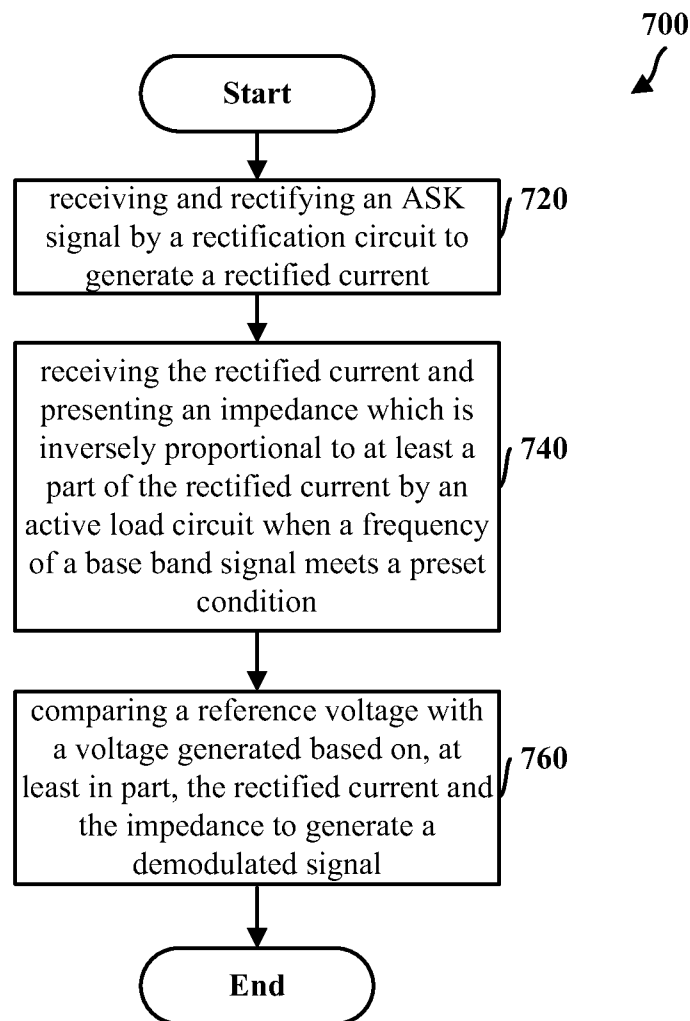 700
Start
receiving and rectifying an ASK
signal by a rectification circuit to
generate a rectified current
720
receiving the rectified current and
presenting an impedance which is
inversely proportional to at least a
part of the rectified current by an
active load circuit when a frequency
of a base band signal meets a preset
condition
740
comparing a reference voltage with
a voltage generated based on, at
least in part, the rectified current and
the impedance to generate a
demodulated signal
760
End